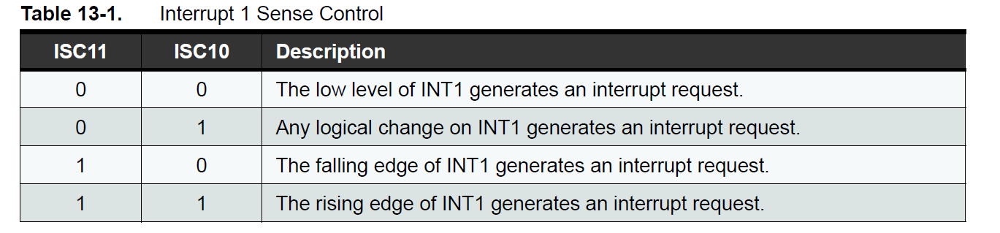 Table 13-1. Interrupt 1 Sense Control
ISC11 ISC10 Description
0 0 The low level of INT1 generates an interrupt request.
0 1 Any logical change on INT1 generates an interrupt request.
1 0 The falling edge of INT1 generates an interrupt request.
1 1 The rising edge of INT1 generates an interrupt request.